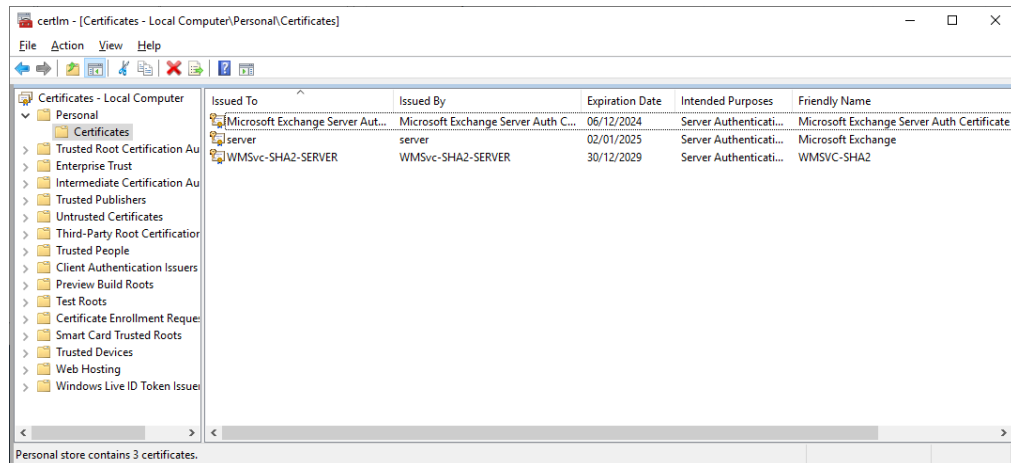 certlm - [Certificates - Local Computer\Personal\Certificates]
File Action View Help
Certificates - Local Computer
Personal
Certificates
Trusted Root Certification Au
Enterprise Trust
Intermediate Certification Au
Trusted Publishers
Untrusted Certificates
Third-Party Root Certification
Trusted People
Client Authentication Issuers
Preview Build Roots
Test Roots
Certificate Enrollment Reques
Smart Card Trusted Roots
Trusted Devices
Web Hosting
Windows Live ID Token Issuer
Issued To Issued By Expiration Date Intended Purposes Friendly Name
Microsoft Exchange Server Aut... Microsoft Exchange Server Auth C... 06/12/2024 Server Authenticati... Microsoft Exchange Server Auth Certificate
server server 02/01/2025 Server Authenticati... Microsoft Exchange
WMSvc-SHA2-SERVER WMSvc-SHA2-SERVER 30/12/2029 Server Authenticati... WMSVC-SHA2
Personal store contains 3 certificates.